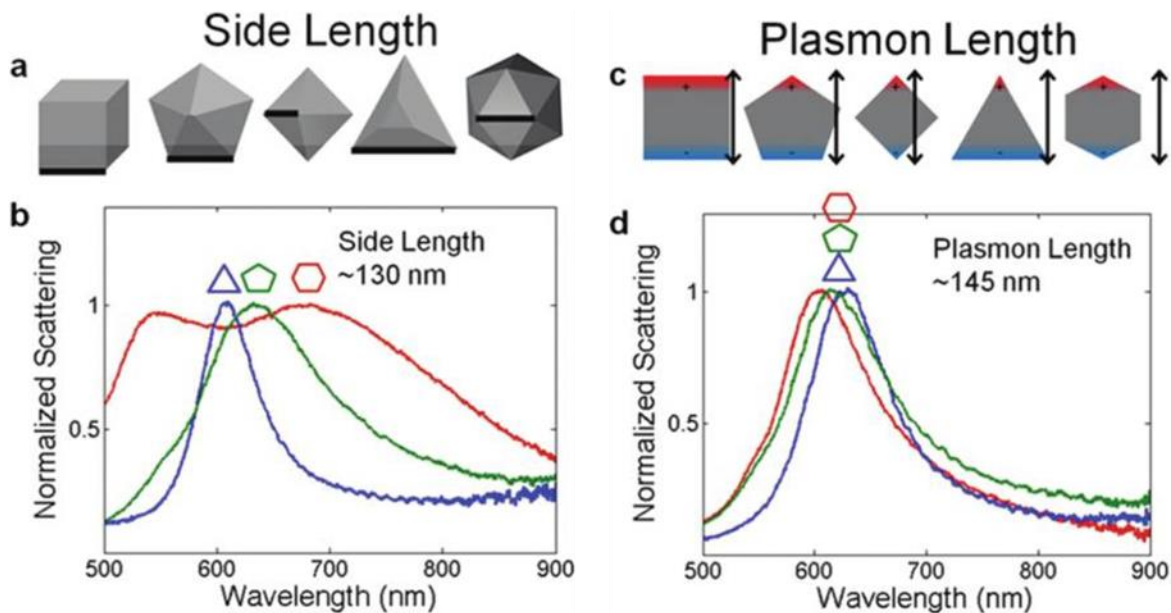 Side Length
a
b
Side Length
~130 nm
1
0.5
Normalized Scattering
500 600 700 800 900
Wavelength (nm)
Plasmon Length
c
+ + + + +
- - - - -
d
Plasmon Length
~145 nm
1
0.5
Normalized Scattering
500 600 700 800 900
Wavelength (nm)